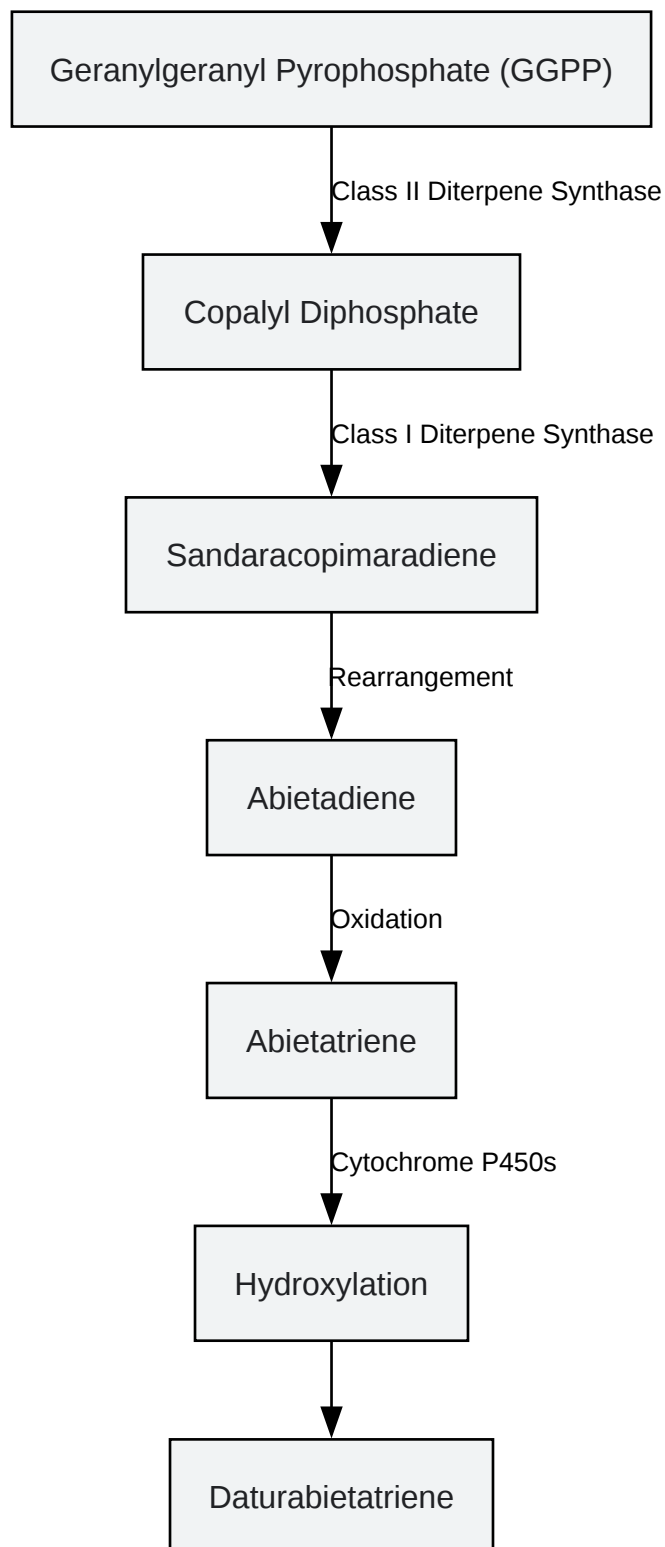 Geranylgeranyl Pyrophosphate (GGPP)
Class II Diterpene Synthase
Copalyl Diphosphate
Class I Diterpene Synthase
Sandaracopimaradiene
Rearrangement
Abietadiene
Oxidation
Abietatriene
Cytochrome P450s
Hydroxylation
Daturabietatriene